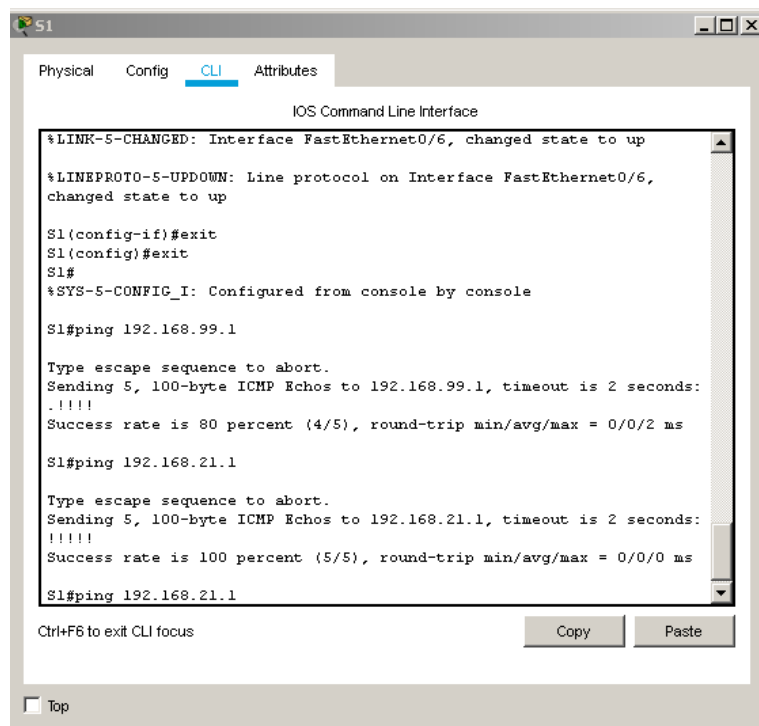 S1
Physical Config CLI Attributes
IOS Command Line Interface
%LINK-5-CHANGED: Interface FastEthernet0/6, changed state to up
%LINEPROTO-5-UPDOWN: Line protocol on Interface FastEthernet0/6,
changed state to up
S1(config-if)#exit
S1(config)#exit
S1#
%SYS-5-CONFIG_I: Configured from console by console
S1#ping 192.168.99.1
Type escape sequence to abort.
Sending 5, 100-byte ICMP Echos to 192.168.99.1, timeout is 2 seconds:
.!!!!
Success rate is 80 percent (4/5), round-trip min/avg/max = 0/0/2 ms
S1#ping 192.168.21.1
Type escape sequence to abort.
Sending 5, 100-byte ICMP Echos to 192.168.21.1, timeout is 2 seconds:
!!!!!
Success rate is 100 percent (5/5), round-trip min/avg/max = 0/0/0 ms
S1#ping 192.168.21.1
Ctrl+F6 to exit CLI focus
Copy Paste
Top